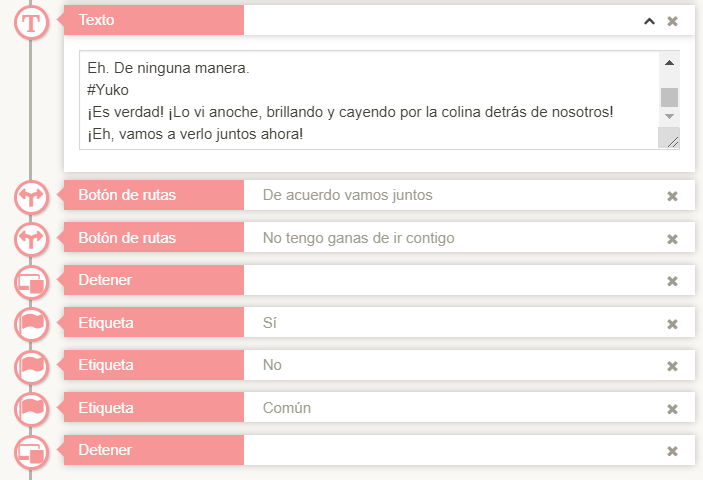 T
Texto
Eh. De ninguna manera.
#Yuko
¡Es verdad! ¡Lo vi anoche, brillando y cayendo por la colina detrás de nosotros!
¡Eh, vamos a verlo juntos ahora!
Botón de rutas
De acuerdo vamos juntos
Botón de rutas
No tengo ganas de ir contigo
Detener
Etiqueta
Sí
Etiqueta
No
Etiqueta
Común
Detener